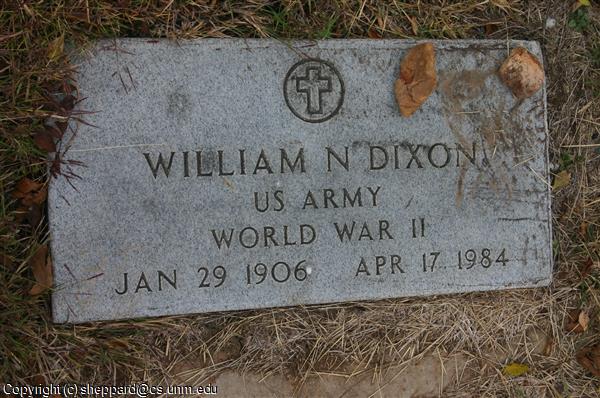 WILLIAM N DIXON
US ARMY
WORLD WAR II
JAN 29 1906 APR 17 1984
Copyright (c) sheppard@cs.unm.edu